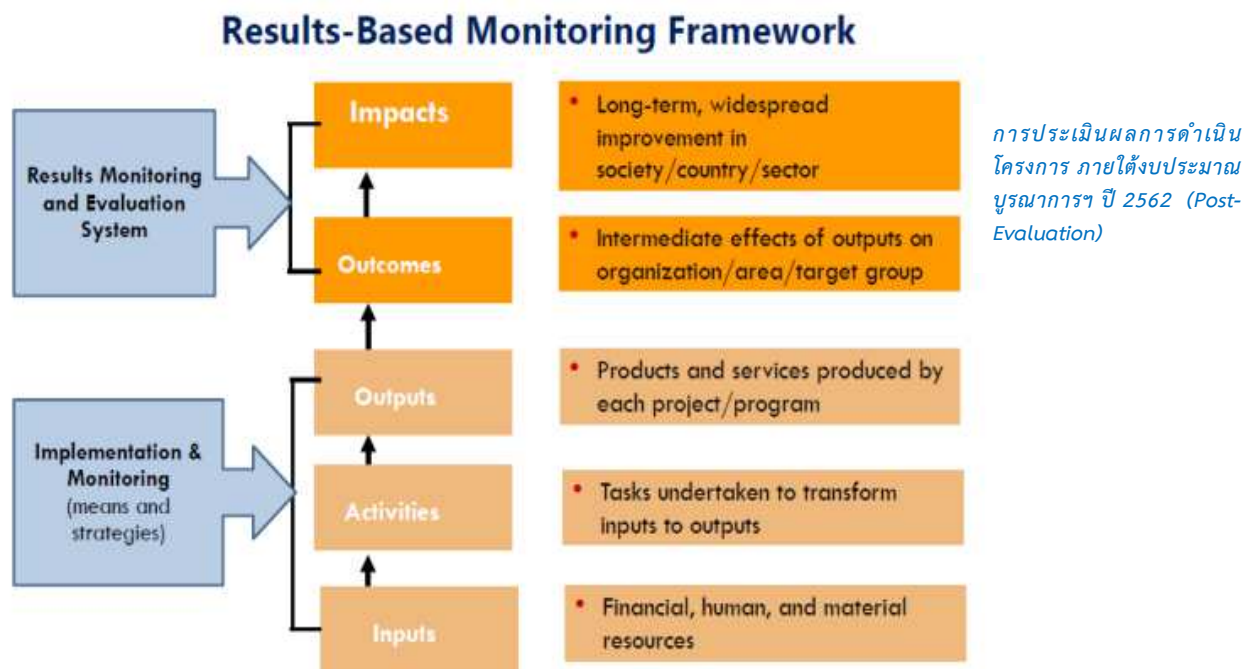 Results-Based Monitoring Framework
Impacts
• Long-term, widespread
improvement in
society/country/sector
Results Monitoring
and Evaluation
System
Outcomes
• Intermediate effects of outputs on
organization/area/target group
Outputs
• Products and services produced by
each project/program
Implementation &
Monitoring
(means and
strategies)
Activities
• Tasks undertaken to transform
inputs to outputs
Inputs
• Financial, human, and material
resources
การประเมินผลการดำเนิน
โครงการ ภายใต้งบประมาณ
บูรณาการฯ ปี 2562 (Post-
Evaluation)